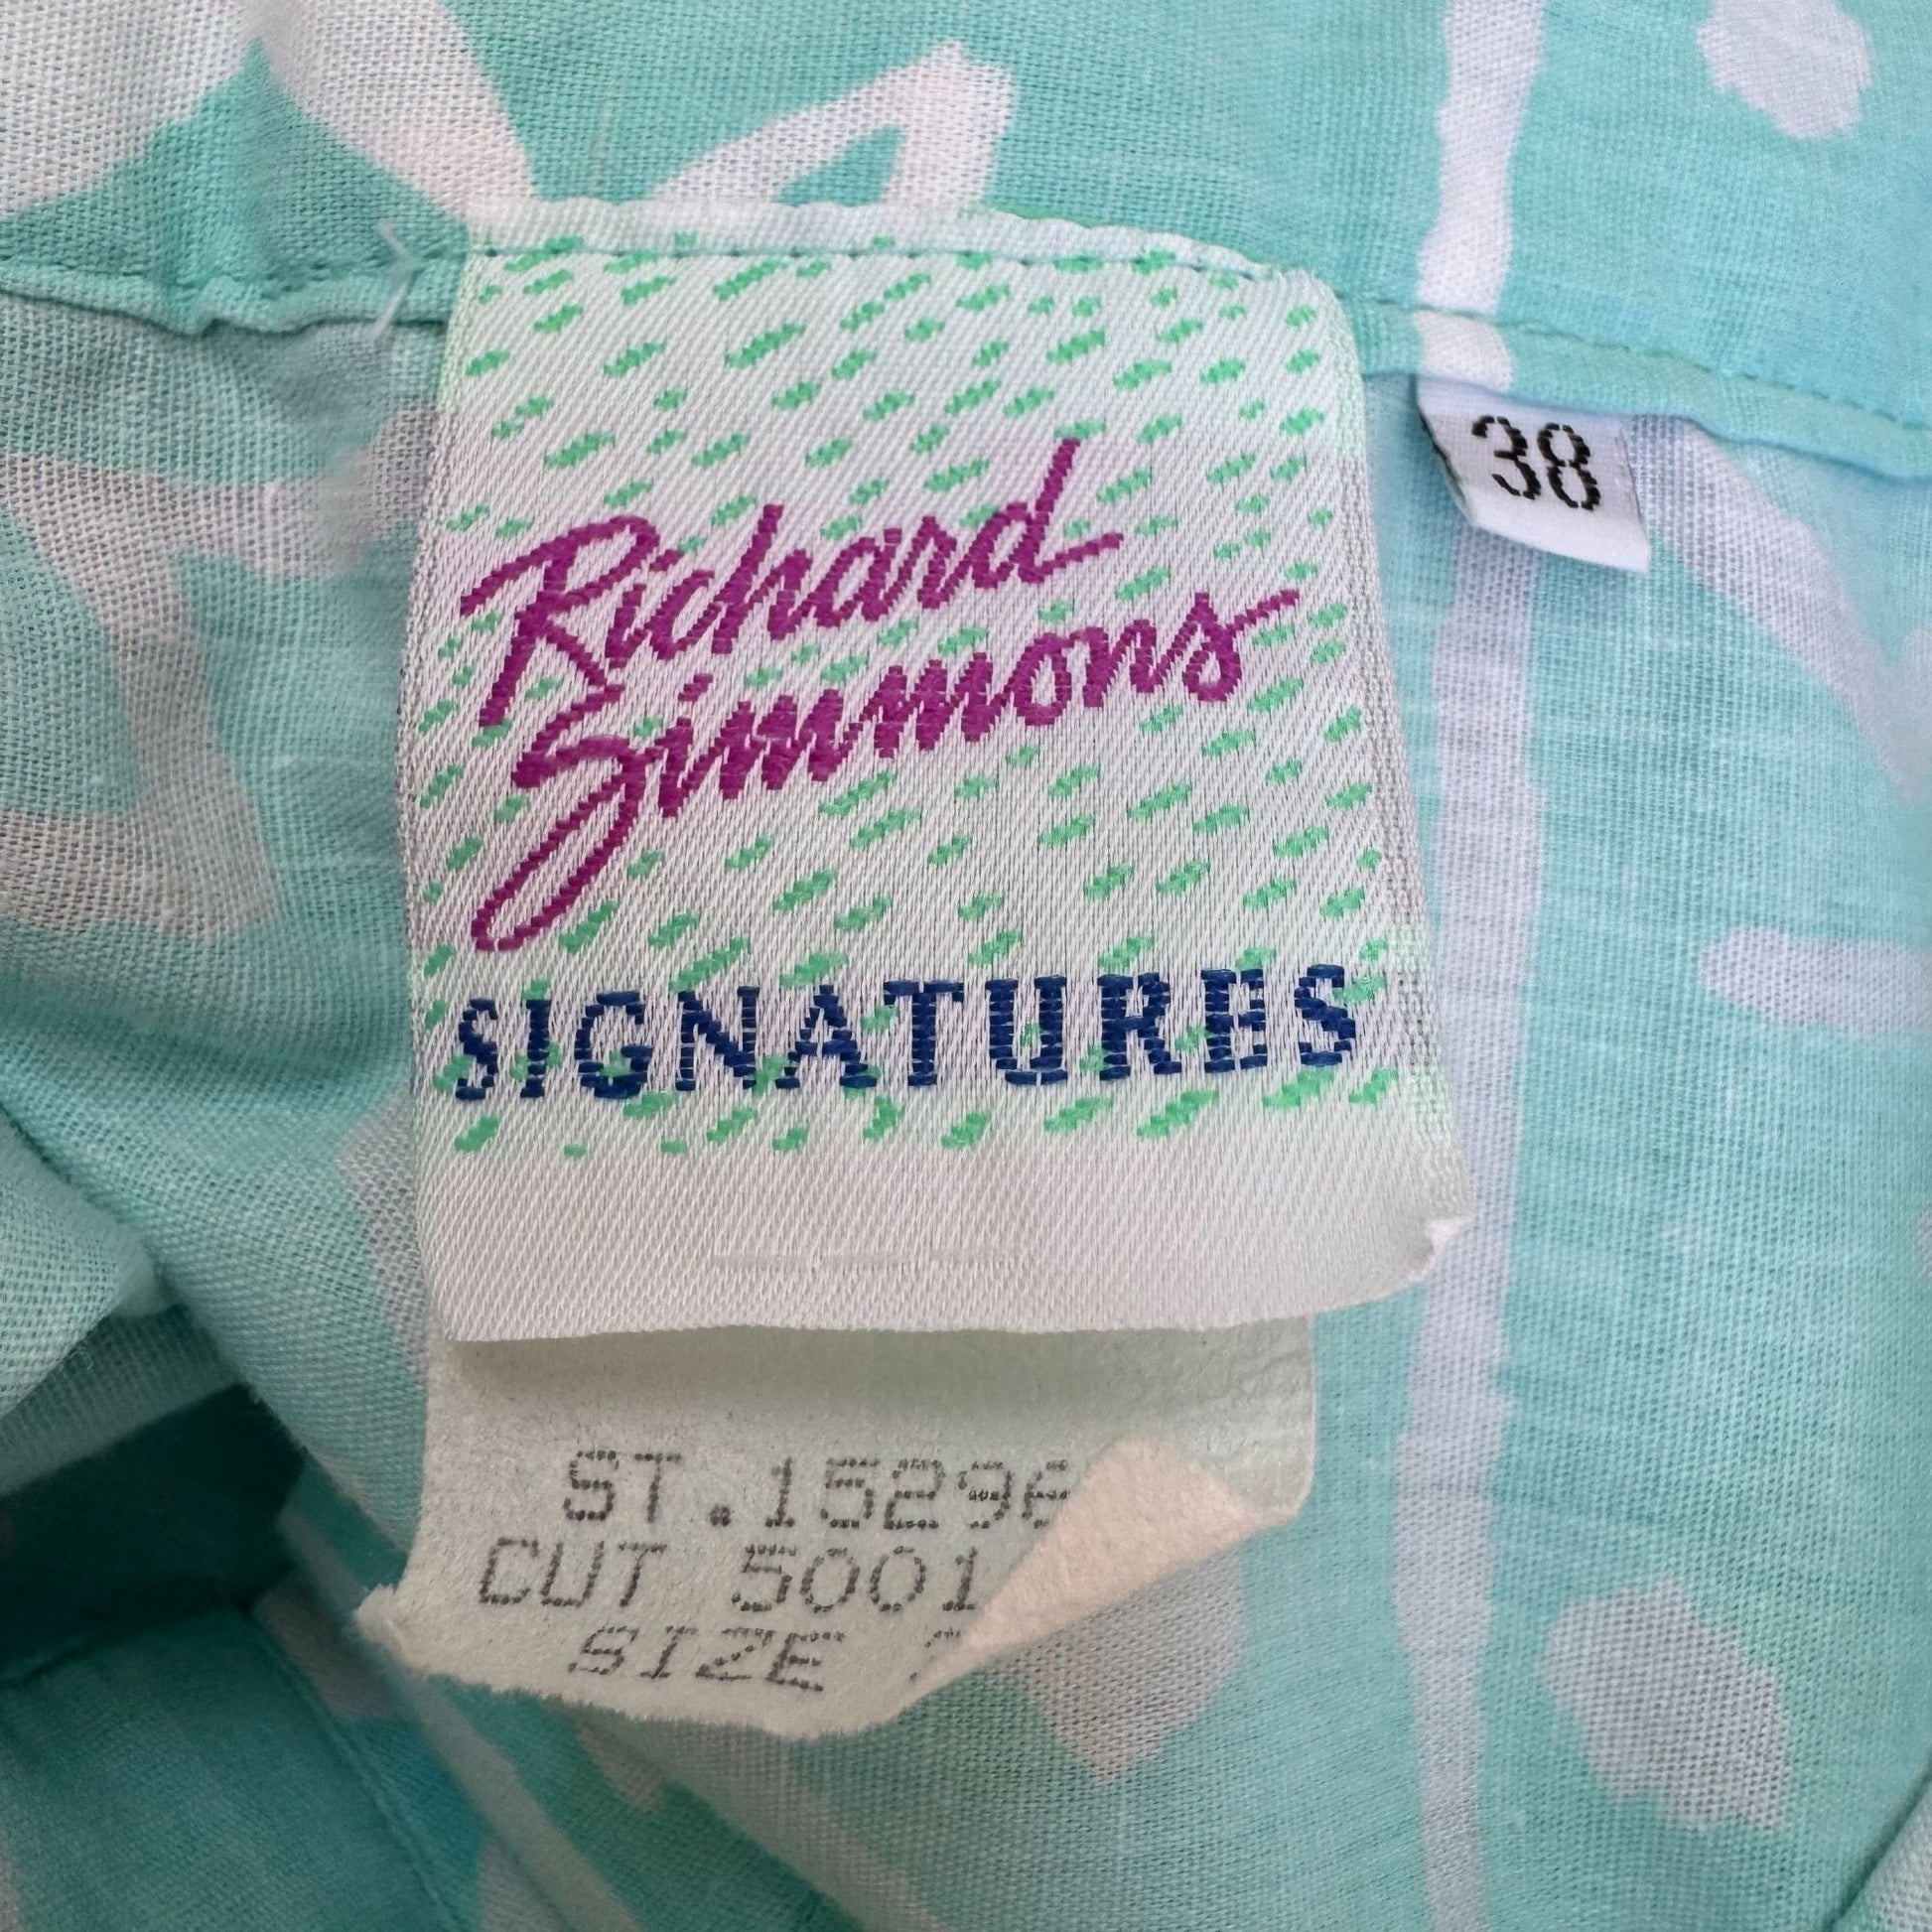 Richard
Simmons
SIGNATURES
38
ST.15296
CUT 5001
SIZE